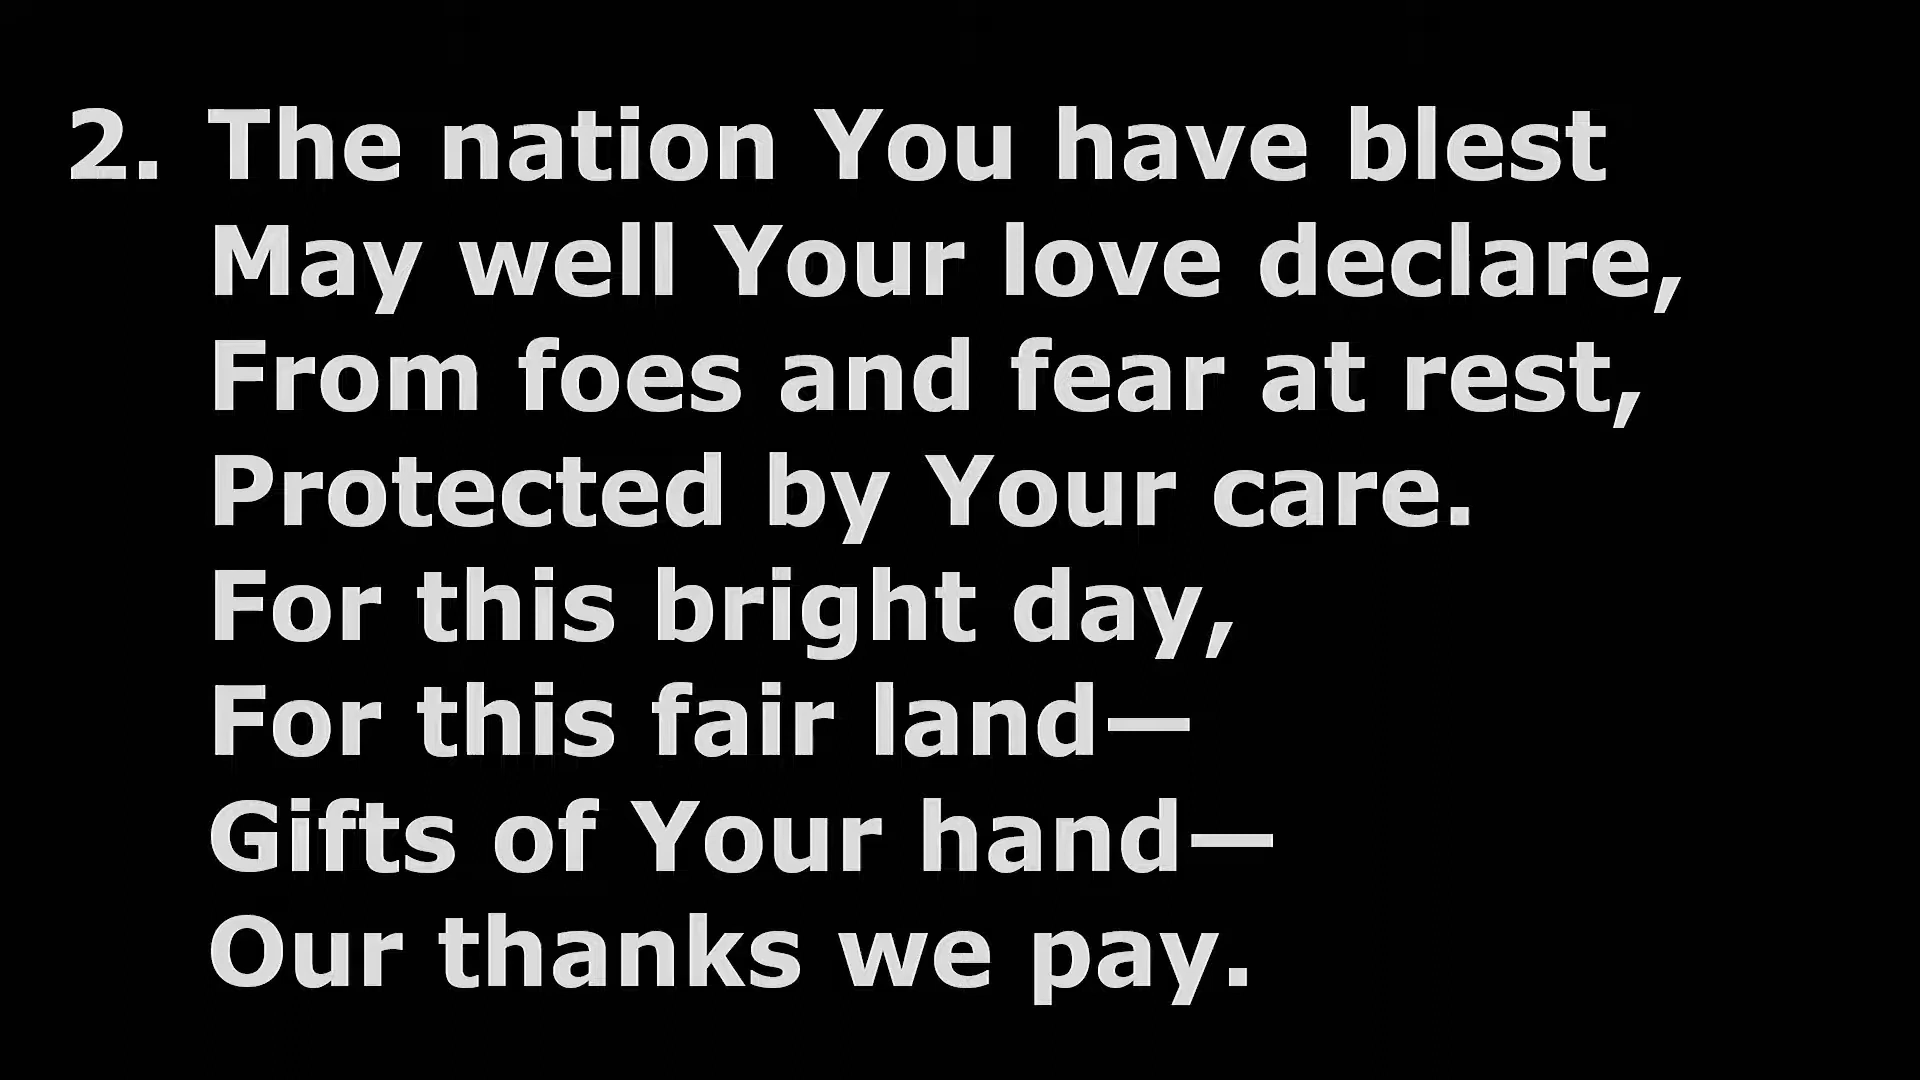 2. The nation You have blest
May well Your love declare,
From foes and fear at rest,
Protected by Your care.
For this bright day,
For this fair land—
Gifts of Your hand—
Our thanks we pay.